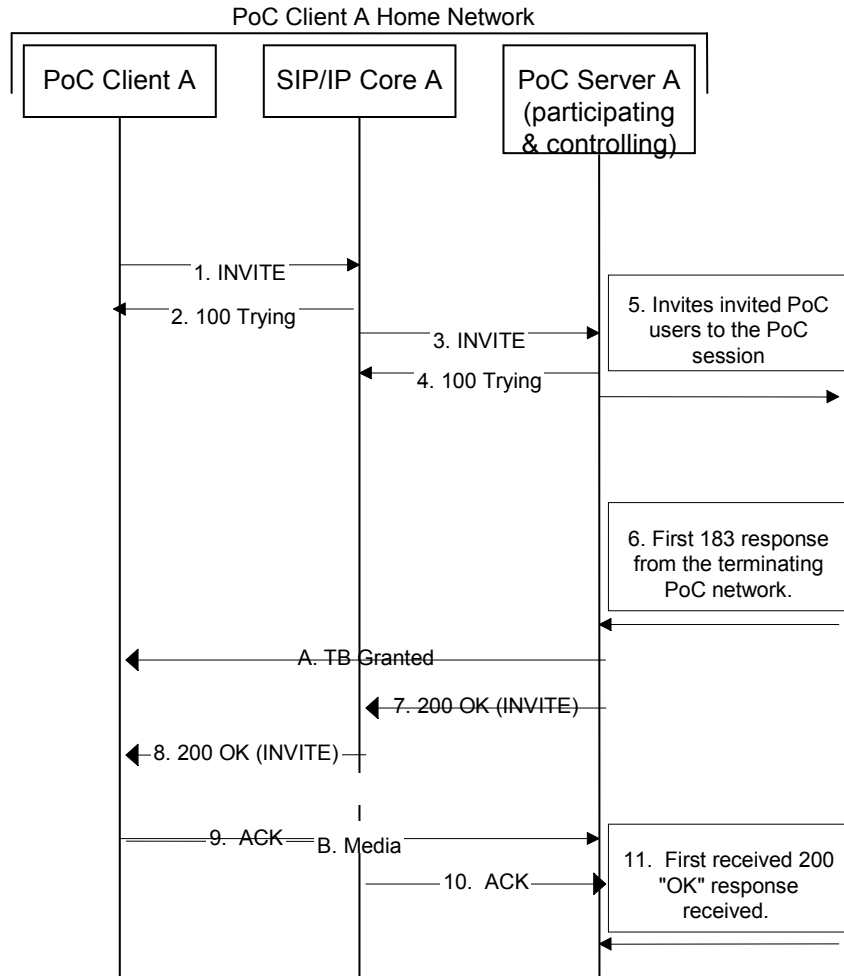 PoC Client A Home Network
PoC Client A
SIP/IP Core A
PoC Server A
(participating
& controlling)
1. INVITE
2. 100 Trying
3. INVITE
4. 100 Trying
5. Invites invited PoC
users to the PoC
session
6. First 183 response
from the terminating
PoC network.
A. TB Granted
7. 200 OK (INVITE)
8. 200 OK (INVITE)
9. ACK
B. Media
10. ACK
11. First received 200
"OK" response
received.